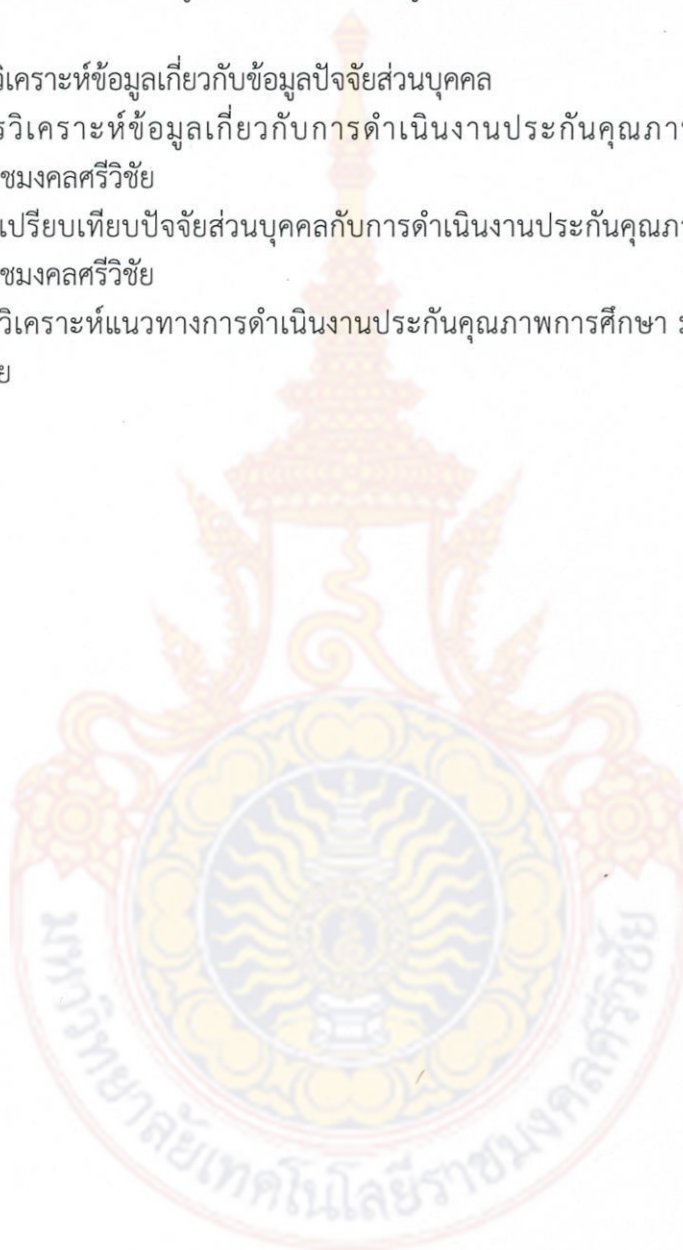 วิเคราะห์ข้อมูลเกี่ยวกับข้อมูลปัจจัยส่วนบุคคล
รวิเคราะห์ข้อมูลเกี่ยวกับการดำเนินงานประกันคุณภา
ชมงคลศรีวิชัย
เปรียบเทียบปัจจัยส่วนบุคคลกับการดำเนินงานประกันคุณภา
ชมงคลศรีวิชัย
วิเคราะห์แนวทางการดำเนินงานประกันคุณภาพการศึกษา
ย
มหาวิทยาลัยเทคโนโลยีราชมงคลศรีวิชัย